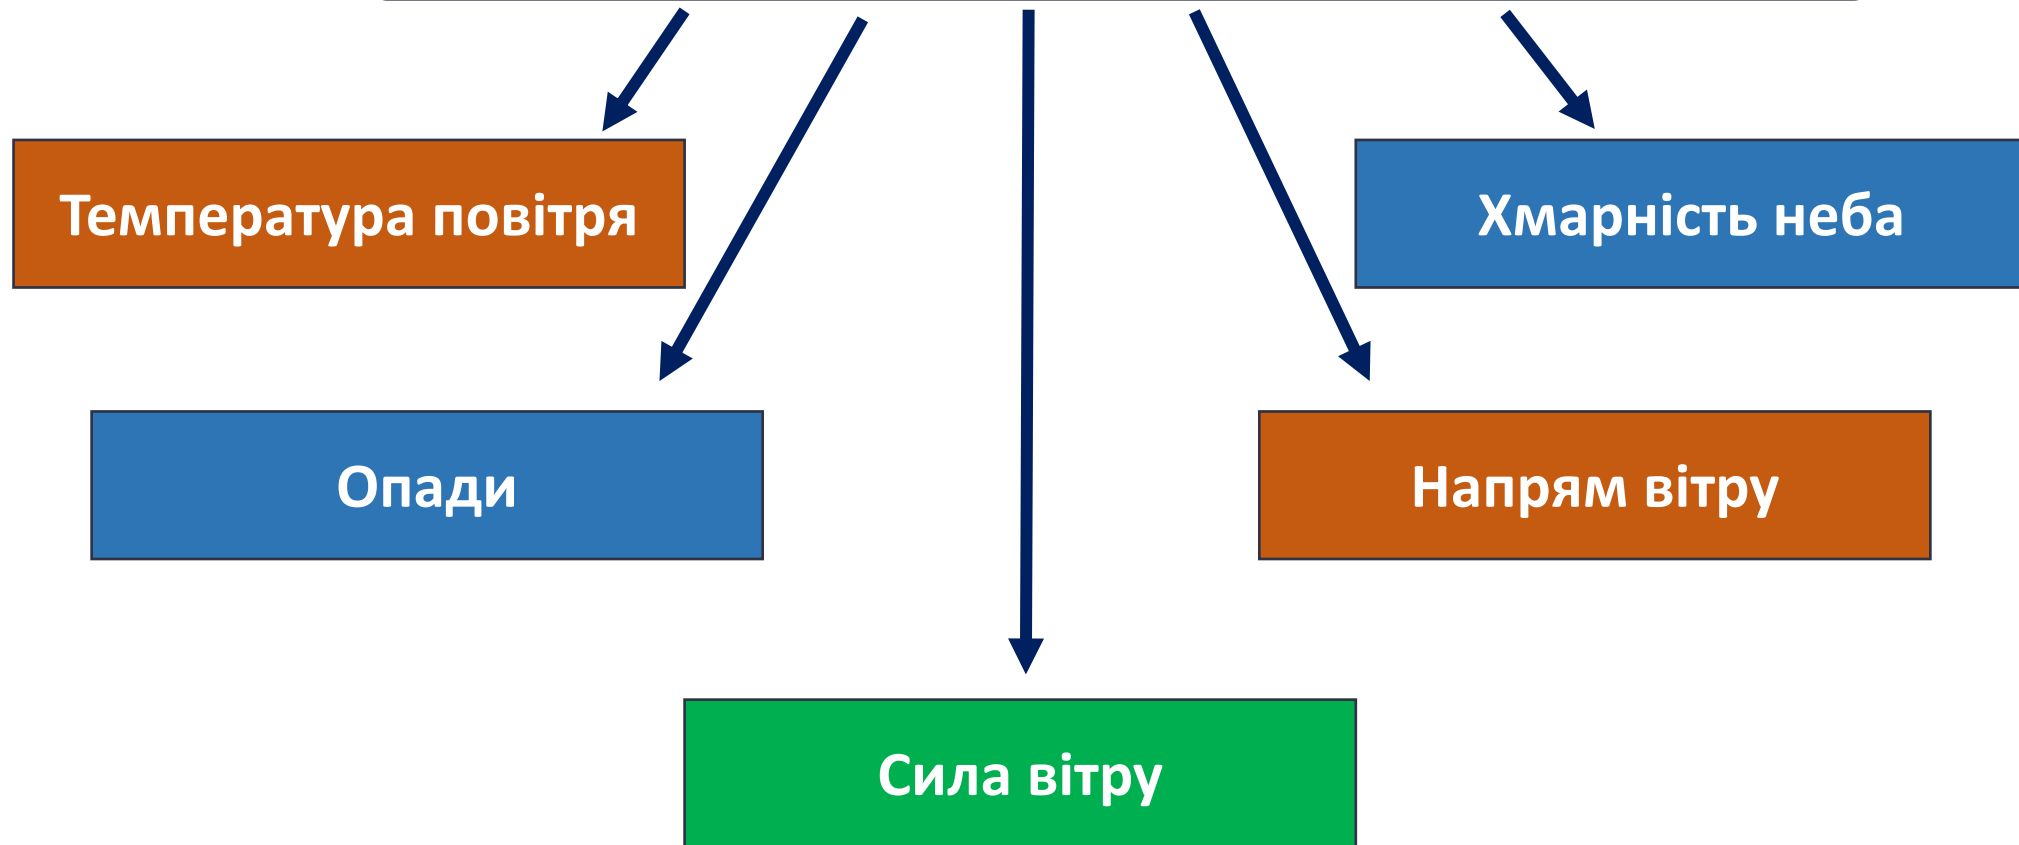 Температура повітря
Хмарність неба
Опади
Напрям вітру
Сила вітру